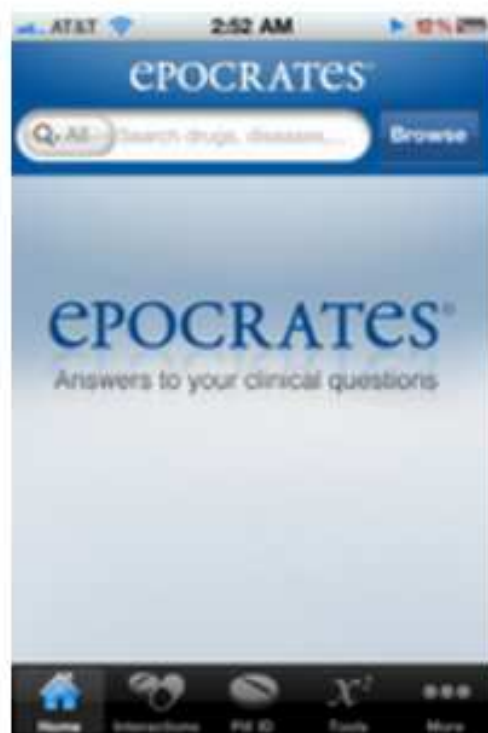 AT&T 2:52 AM 12%
epocrates
All Search drugs, diseases,... Browse
epocrates®
Answers to your clinical questions
Home Interactions Pill ID Tools More